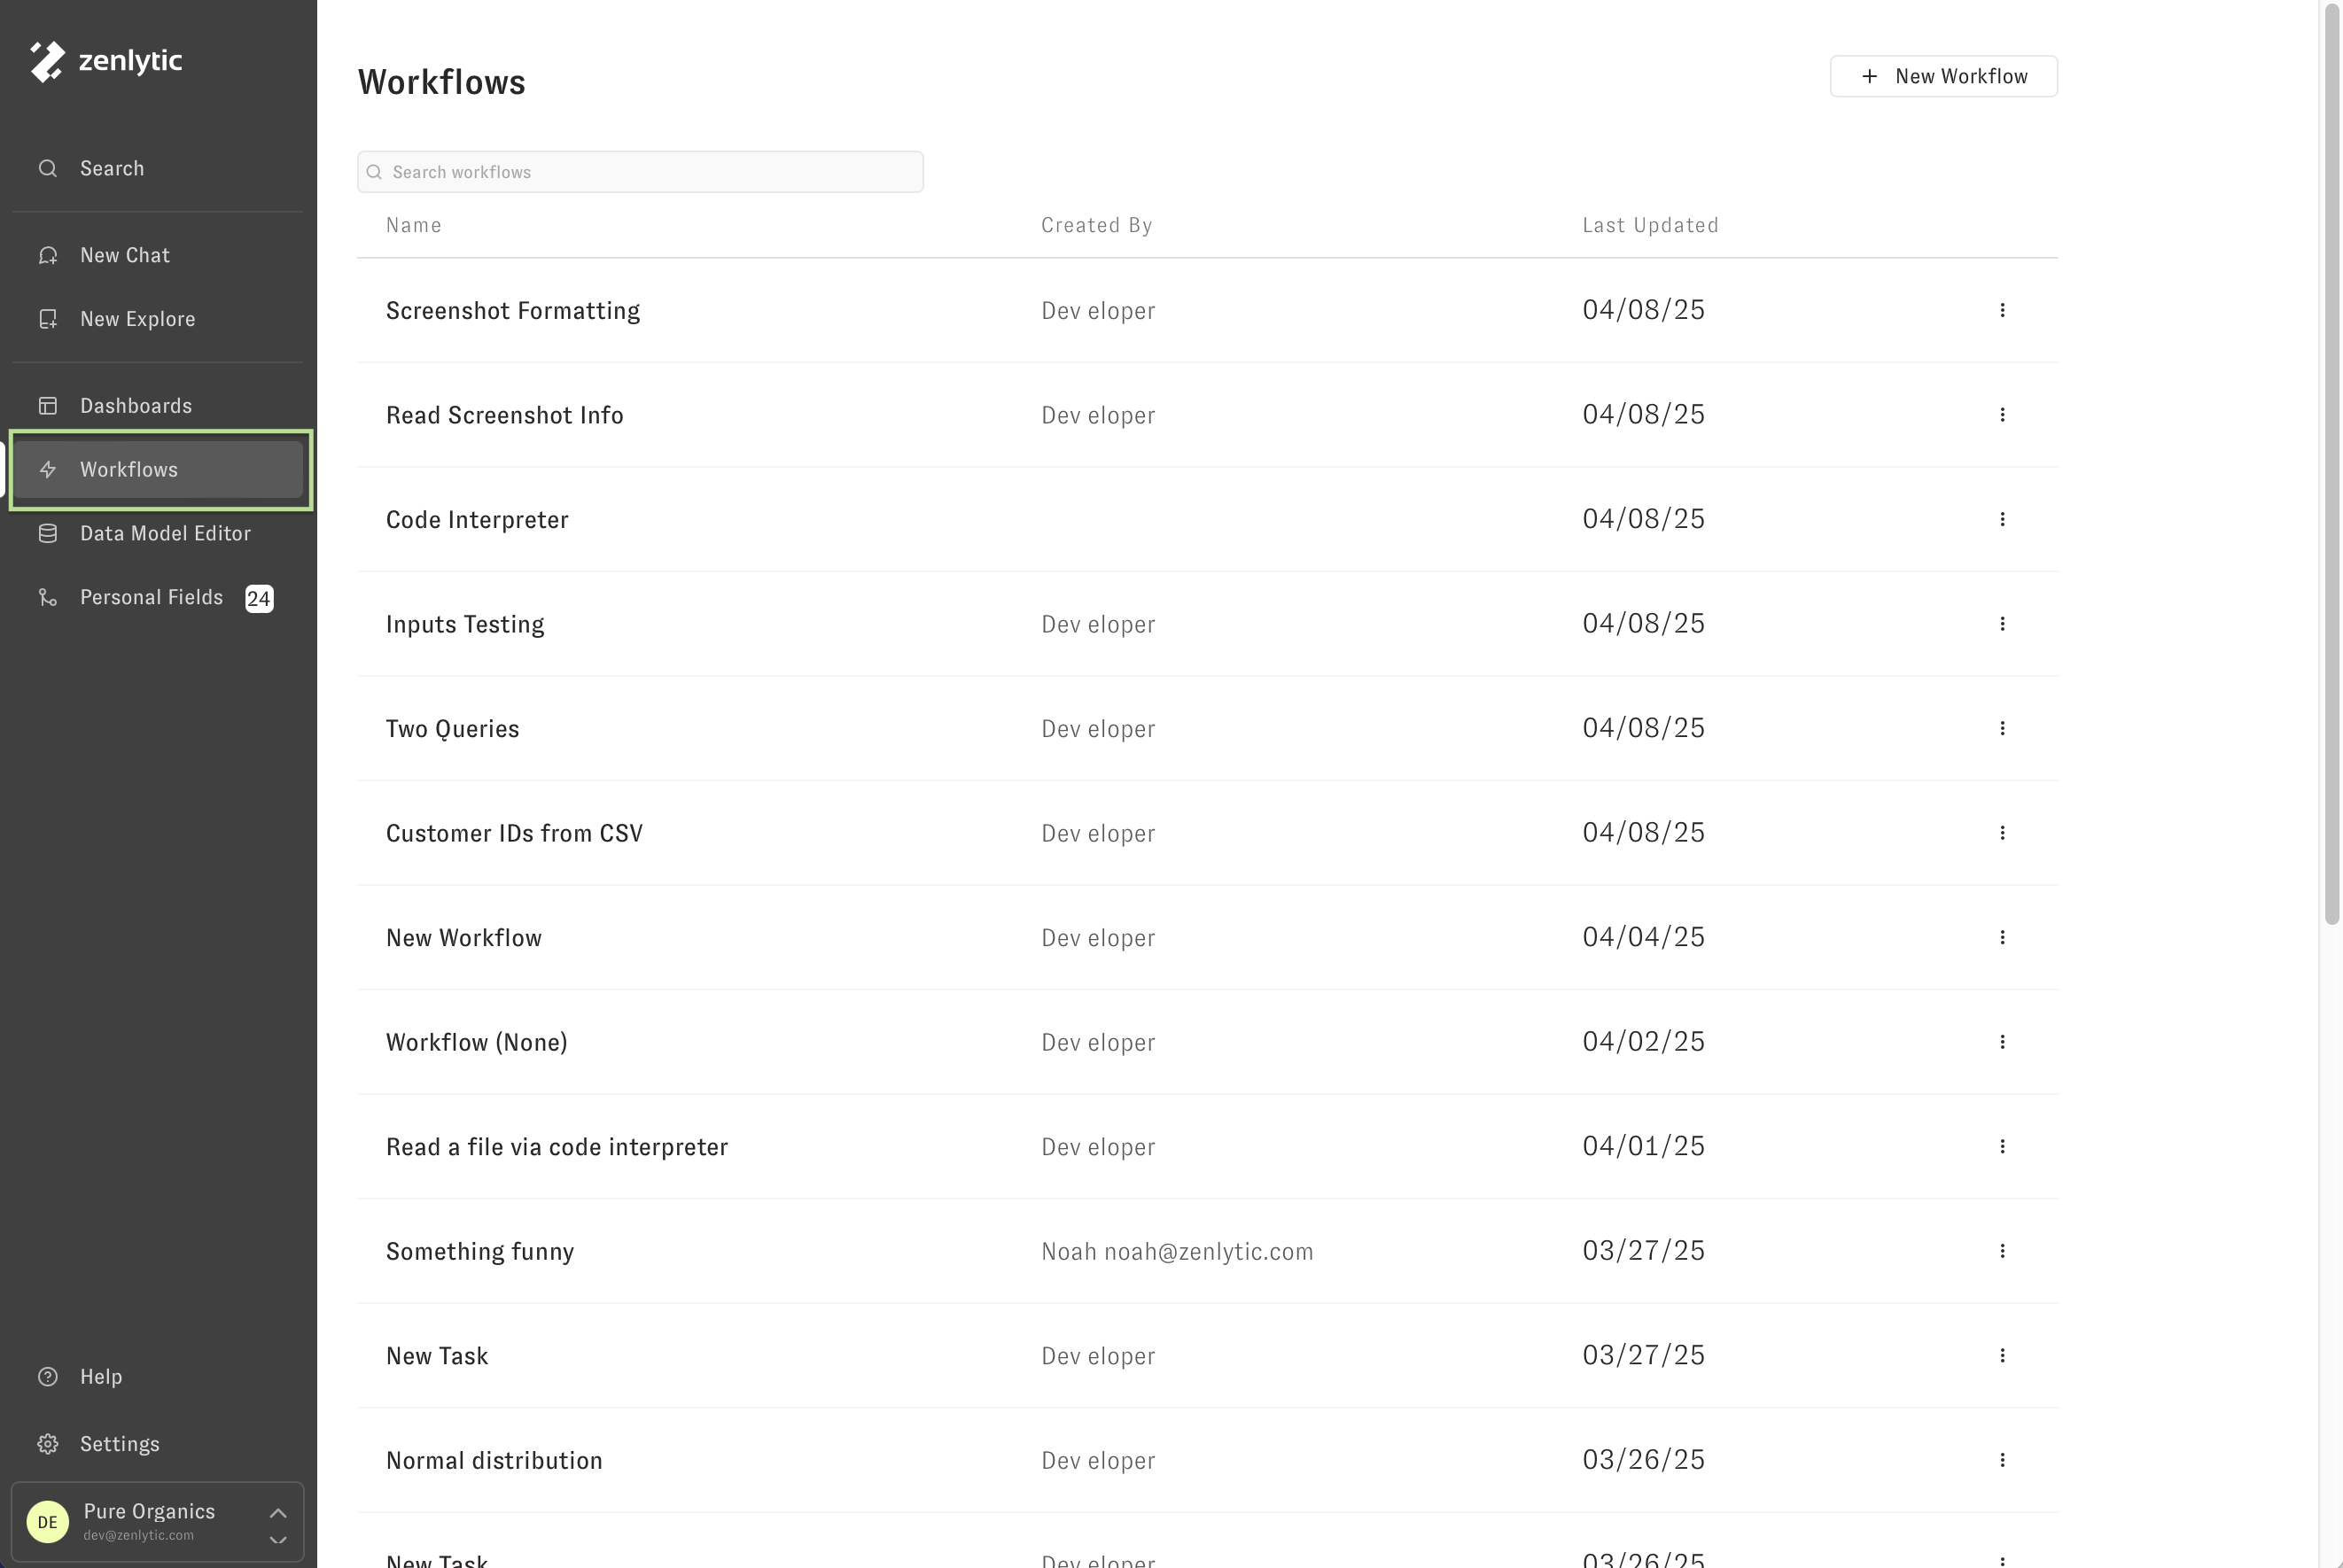 zenlytic
Search
New Chat
New Explore
Dashboards
Workflows
Data Model Editor
Personal Fields 24
Help
Settings
DE
Pure Organics
dev@zenlytic.com
Workflows
+ New Workflow
Search workflows
Name Created By Last Updated
Screenshot Formatting Dev eloper 04/08/25
Read Screenshot Info Dev eloper 04/08/25
Code Interpreter 04/08/25
Inputs Testing Dev eloper 04/08/25
Two Queries Dev eloper 04/08/25
Customer IDs from CSV Dev eloper 04/08/25
New Workflow Dev eloper 04/04/25
Workflow (None) Dev eloper 04/02/25
Read a file via code interpreter Dev eloper 04/01/25
Something funny Noah noah@zenlytic.com 03/27/25
New Task Dev eloper 03/27/25
Normal distribution Dev eloper 03/26/25
New Task Dev eloper 03/26/25